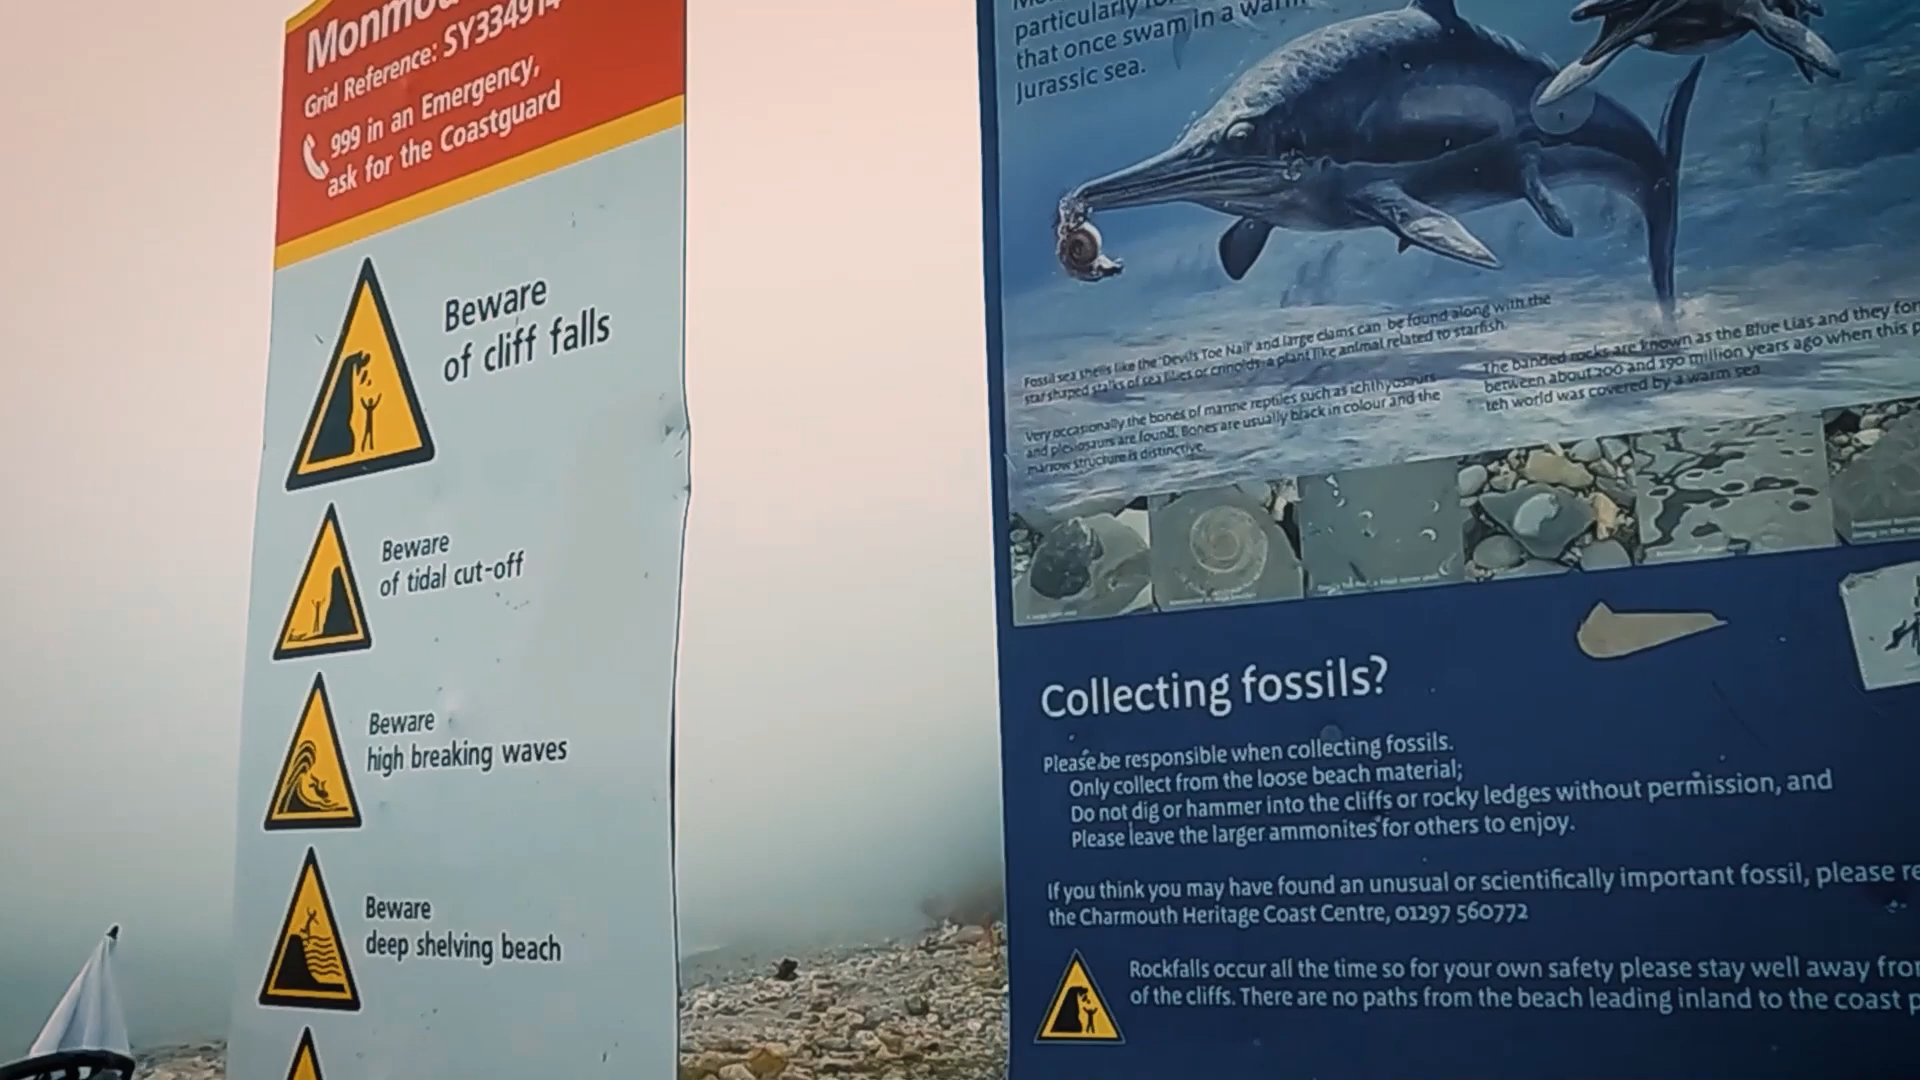 Grid Reference: SY334914
999 in an Emergency,
ask for the Coastguard
Beware
of cliff falls
Beware
of tidal cut-off
Beware
high breaking waves
Beware
deep shelving beach
particularly
that once swam in a warm
Jurassic sea.
Fossil sea shells like the 'Devils Toe Nail' and large clams can be found along with the
star shaped stalks of sea lilies or crinoids, a plant like animal related to starfish.
Very occasionally the bones of marine reptiles such as ichthyosaurs
and plesiosaurs are found. Bones are usually black in colour and the
marrow structure is distinctive.
The banded rocks are known as the Blue Lias and they
between about 200 and 190 million years ago when this
teh world was covered by a warm sea
Collecting fossils?
Please be responsible when collecting fossils.
Only collect from the loose beach material;
Do not dig or hammer into the cliffs or rocky ledges without permission, and
Please leave the larger ammonites for others to enjoy.
If you think you may have found an unusual or scientifically important fossil, please
the Charmouth Heritage Coast Centre, 01297 560772
Rockfalls occur all the time so for your own safety please stay well away
of the cliffs. There are no paths from the beach leading inland to the coast